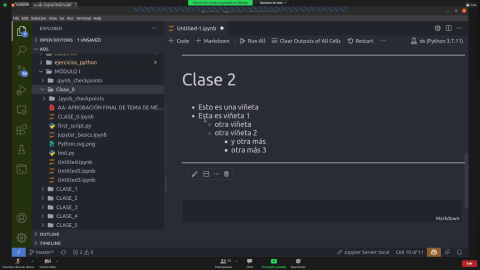 File Edit Selection View Go Run Terminal Help
EXPLORER
OPEN EDITORS 1 UNSAVED
ADL
ejercicios_python
MÓDULO I
.ipynb_checkpoints
Clase_0
.ipynb_checkpoints
AA- APROBACIÓN FINAL DE TEMA DE ME...
CLASE_0.ipynb
first_script.py
jupyter_basics.ipynb
Python.svg.png
test.py
Untitled.ipynb
Untitled2.ipynb
Untitled3.ipynb
CLASE_1
CLASE_2
CLASE_3
CLASE_4
CLASE_5
OUTLINE
TIMELINE
Untitled-1.ipynb
+ Code + Markdown Run All Clear Outputs of All Cells Restart ... ds (Python 3.7.11)
Clase 2
Esto es una viñeta
Esta es viñeta 1
otra viñeta
otra viñeta 2
y otra más
otra más 3
Markdown
master* 2 0 Jupyter Server: local Cell 10 of 11